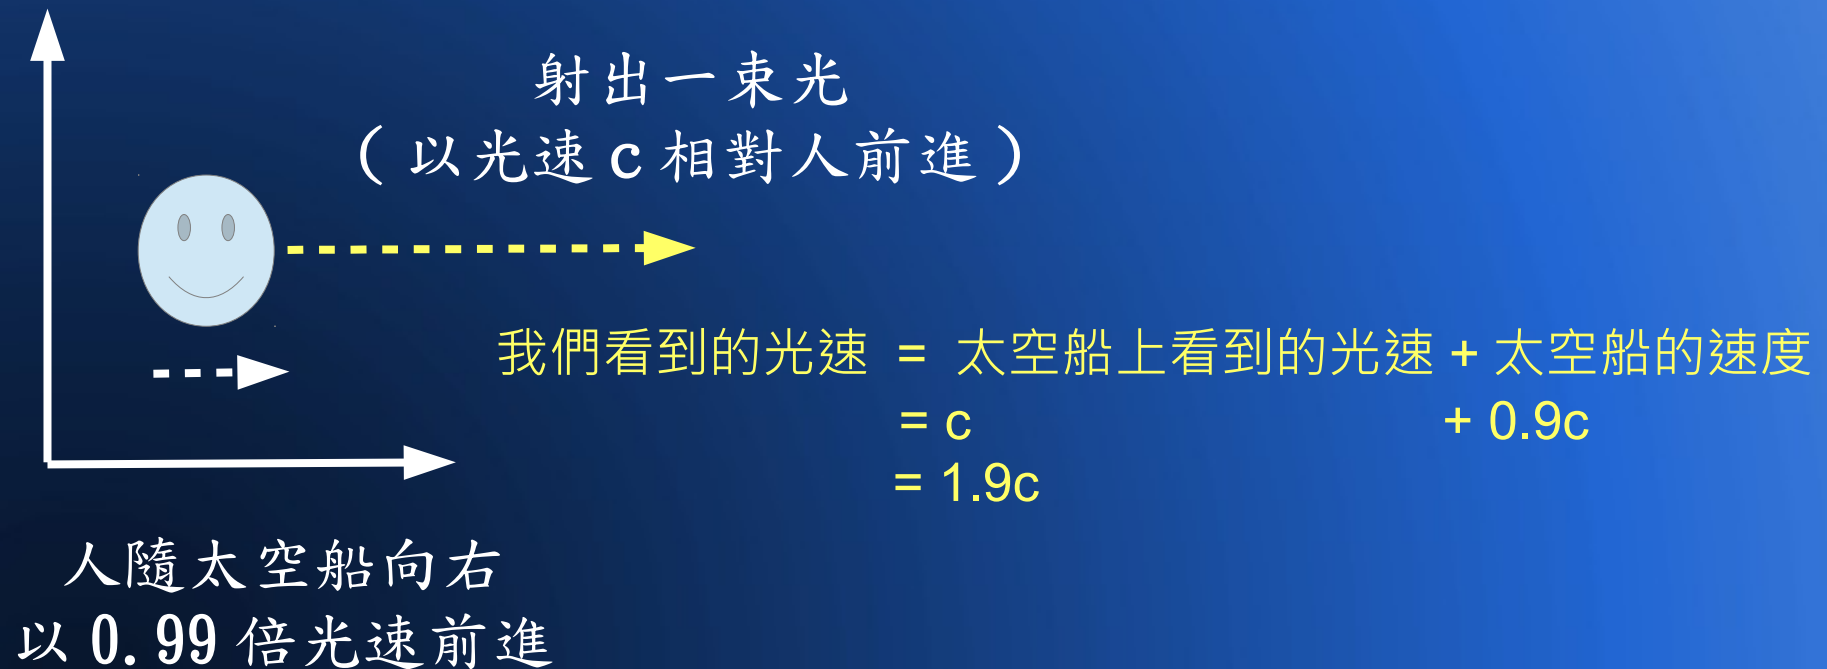 射出一束光
（以光速c相對人前進）
我們看到的光速 = 太空船上看到的光速 + 太空船的速度
= c + 0.9c
= 1.9c
人隨太空船向右
以 0.99 倍光速前進